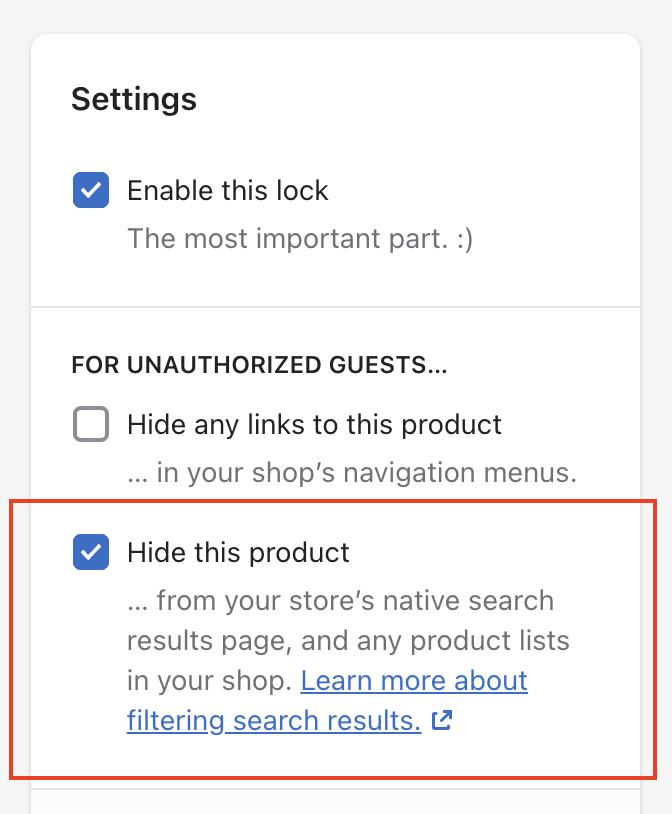 Settings
Enable this lock
The most important part. :)
FOR UNAUTHORIZED GUESTS...
Hide any links to this product
... in your shop’s navigation menus.
Hide this product
... from your store’s native search
results page, and any product lists
in your shop. Learn more about
filtering search results.